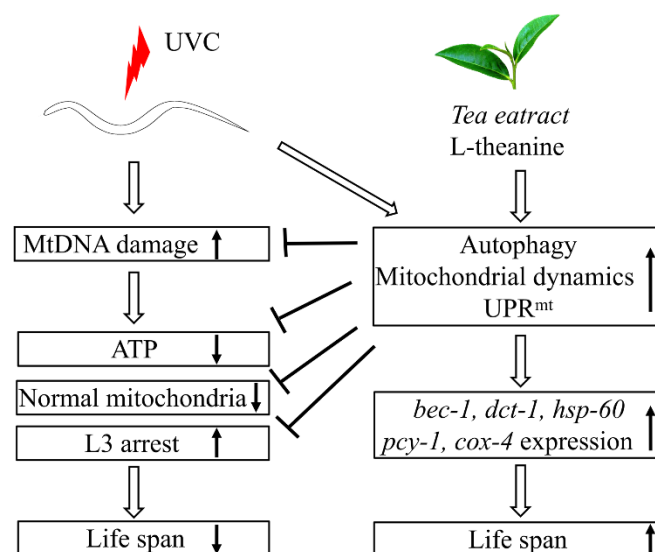 UVC
Tea eatract
L-theanine
MtDNA damage
Autophagy
Mitochondrial dynamics
UPRᵐᵗ
ATP
Normal mitochondria
L3 arrest
bec-1, dct-1, hsp-60
pcy-1, cox-4 expression
Life span
Life span